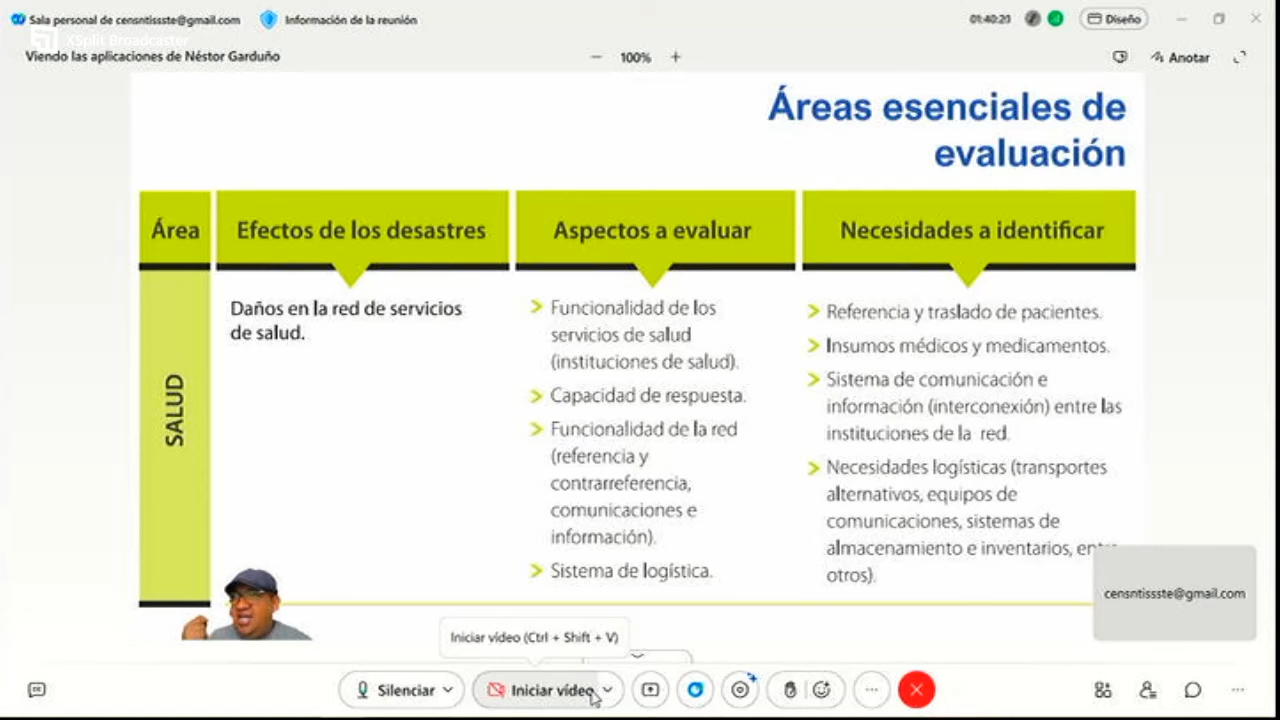 Sala personal de censntissste@gmail.com
Información de la reunión
01:40:23
Diseño
XSplit Broadcaster
Viendo las aplicaciones de Néstor Garduño
100%
Anotar
Áreas esenciales de
evaluación
Área
Efectos de los desastres
Aspectos a evaluar
Necesidades a identificar
SALUD
Daños en la red de servicios
de salud.
Funcionalidad de los
servicios de salud
(instituciones de salud).
Capacidad de respuesta.
Funcionalidad de la red
(referencia y
contrarreferencia,
comunicaciones e
información).
Sistema de logística.
Referencia y traslado de pacientes.
Insumos médicos y medicamentos.
Sistema de comunicación e
información (interconexión) entre las
instituciones de la red.
Necesidades logísticas (transportes
alternativos, equipos de
comunicaciones, sistemas de
almacenamiento e inventarios,
otros).
censntissste@gmail.com
Iniciar vídeo (Ctrl + Shift + V)
Silenciar
Iniciar vídeo